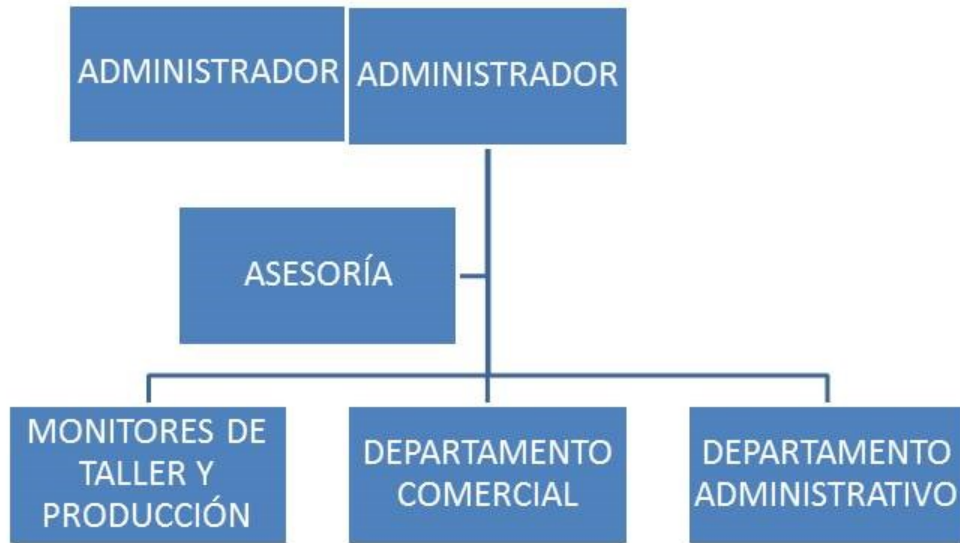 ADMINISTRADOR
ADMINISTRADOR
ASESORÍA
MONITORES DE
TALLER Y
PRODUCCIÓN
DEPARTAMENTO
COMERCIAL
DEPARTAMENTO
ADMINISTRATIVO